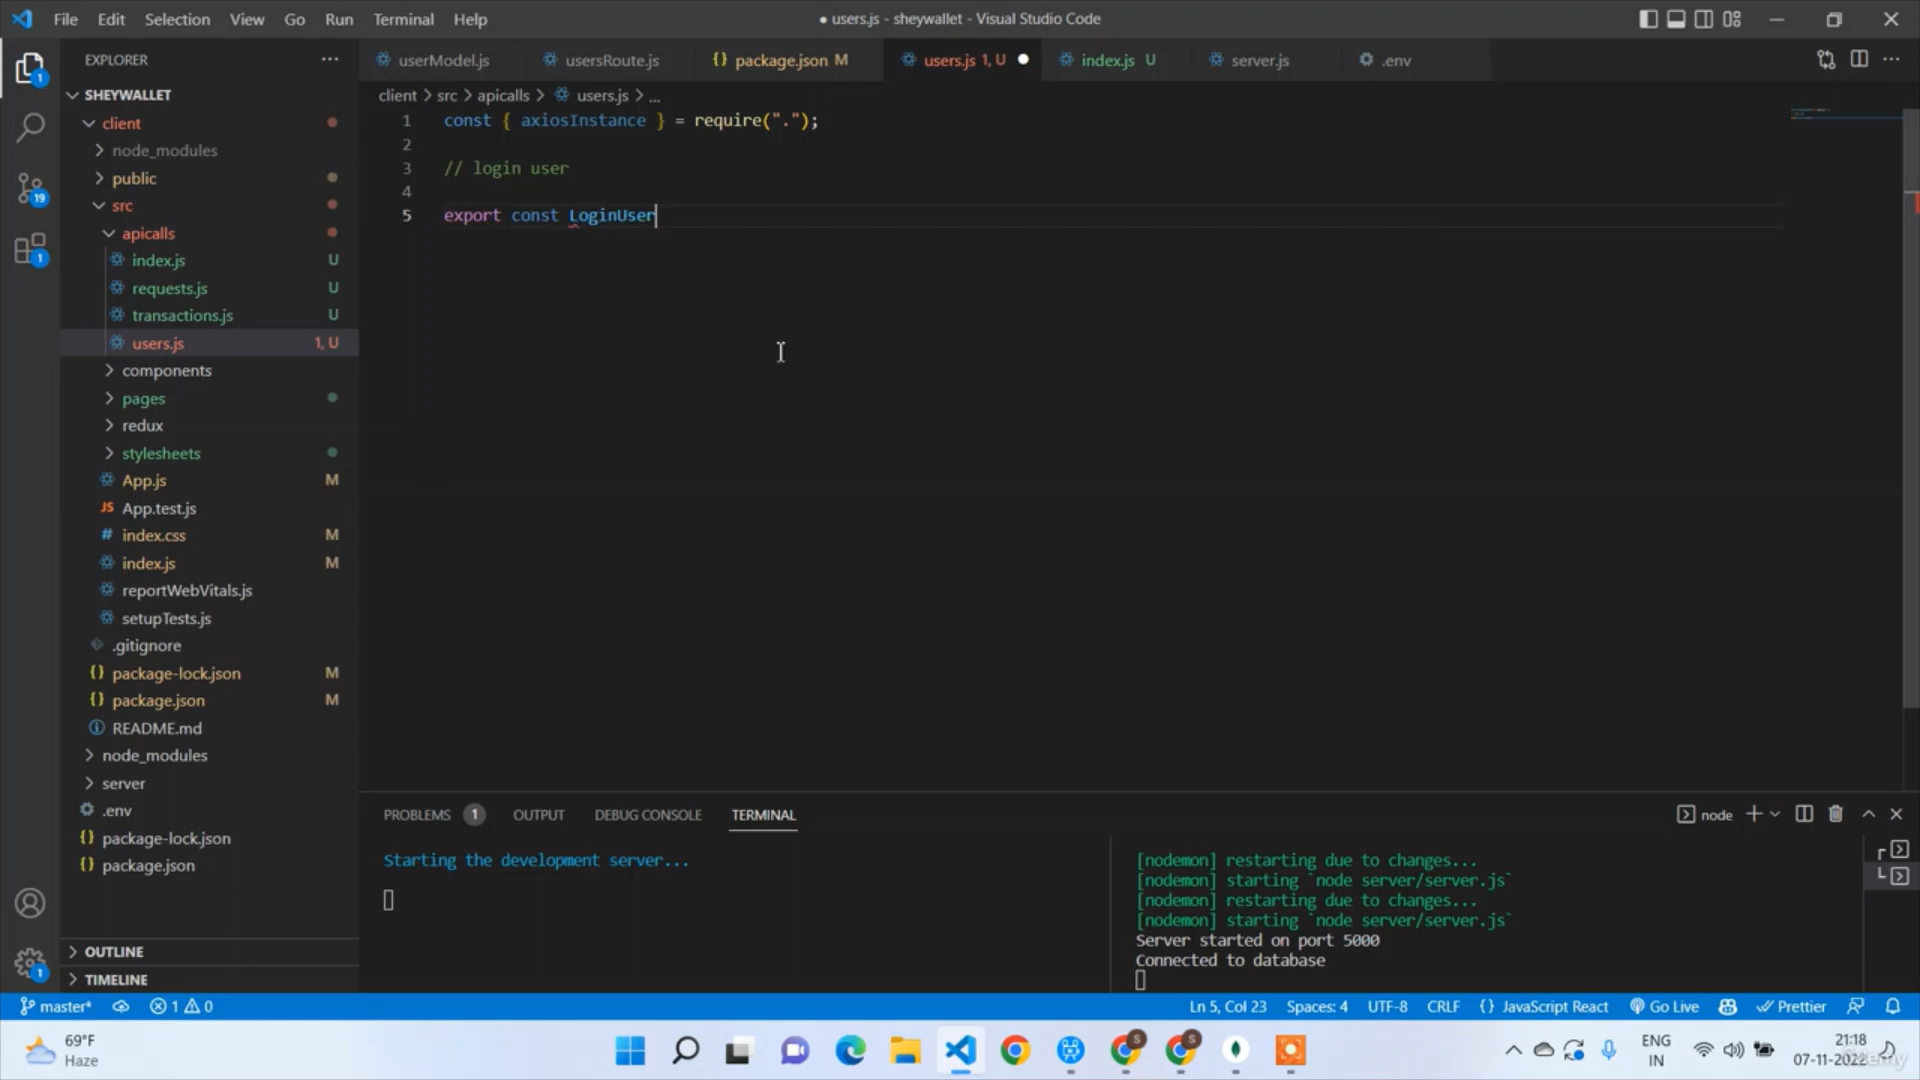 File Edit Selection View Go Run Terminal Help
● users.js - sheywallet - Visual Studio Code
EXPLORER
SHEYWALLET
client
node_modules
public
src
apicalls
index.js U
requests.js U
transactions.js U
users.js 1, U
components
pages
redux
stylesheets
App.js M
JS App.test.js
# index.css M
index.js M
reportWebVitals.js
setupTests.js
.gitignore
{} package-lock.json M
{} package.json M
README.md
node_modules
server
.env
{} package-lock.json
{} package.json
OUTLINE
TIMELINE
1
19
1
1
userModel.js usersRoute.js {} package.json M users.js 1, U ● index.js U server.js .env
client > src > apicalls > users.js > ...
1 const { axiosInstance } = require(".");
2
3 // login user
4
5 export const LoginUser
PROBLEMS 1 OUTPUT DEBUG CONSOLE TERMINAL
node
Starting the development server...
[nodemon] restarting due to changes...
[nodemon] starting `node server/server.js`
[nodemon] restarting due to changes...
[nodemon] starting `node server/server.js`
Server started on port 5000
Connected to database
master* 1 0
Ln 5, Col 23 Spaces: 4 UTF-8 CRLF {} JavaScript React Go Live Prettier
69°F
Haze
S
S
ENG
IN
21:18
07-11-2022